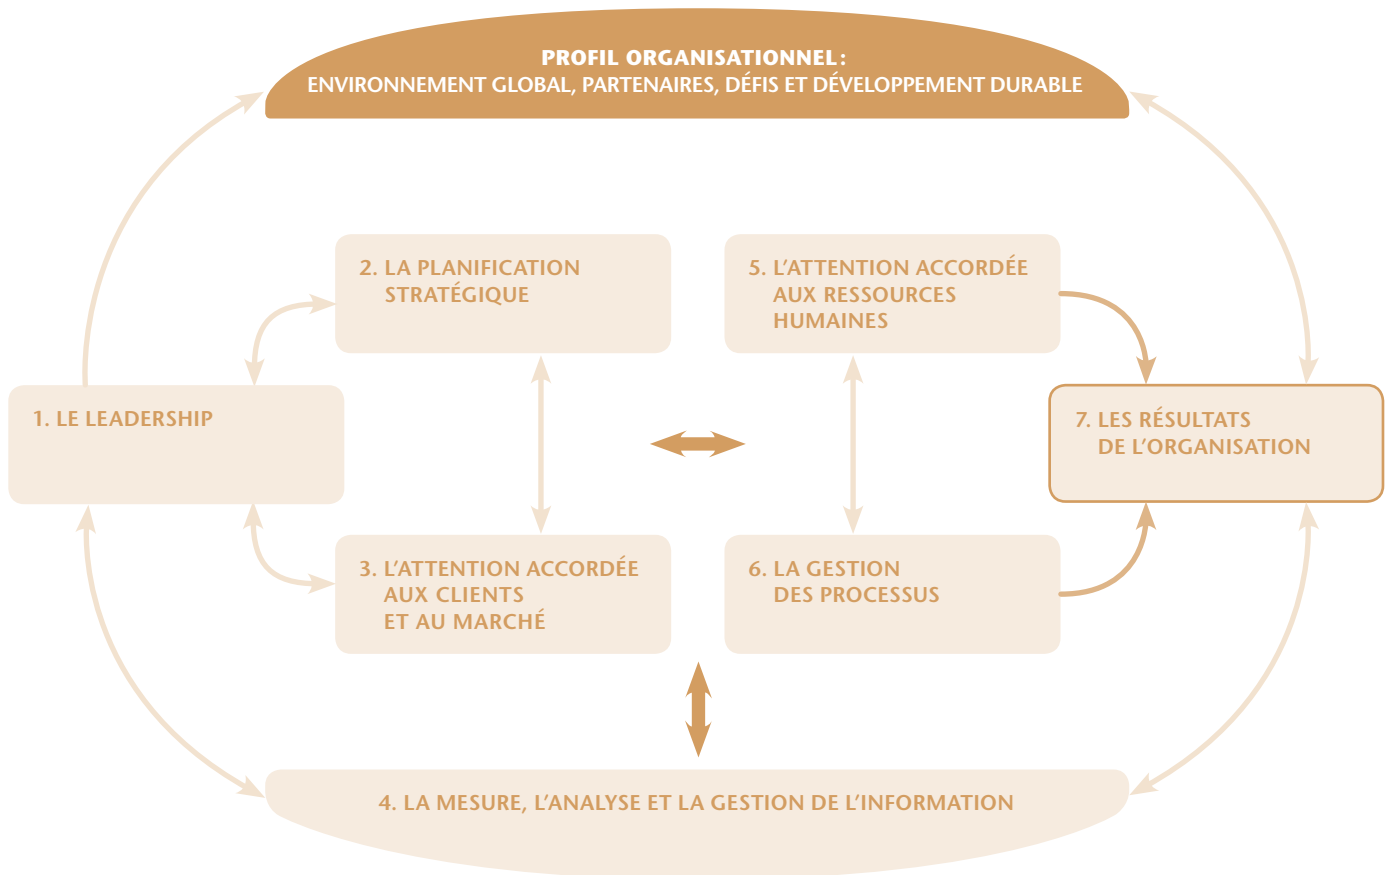 PROFIL ORGANISATIONNEL :
ENVIRONNEMENT GLOBAL, PARTENAIRES, DÉFIS ET DÉVELOPPEMENT DURABLE
2. LA PLANIFICATION
STRATÉGIQUE
5. L’ATTENTION ACCORDÉE
AUX RESSOURCES
HUMAINES
1. LE LEADERSHIP
7. LES RÉSULTATS
DE L’ORGANISATION
3. L’ATTENTION ACCORDÉE
AUX CLIENTS
ET AU MARCHÉ
6. LA GESTION
DES PROCESSUS
4. LA MESURE, L’ANALYSE ET LA GESTION DE L’INFORMATION